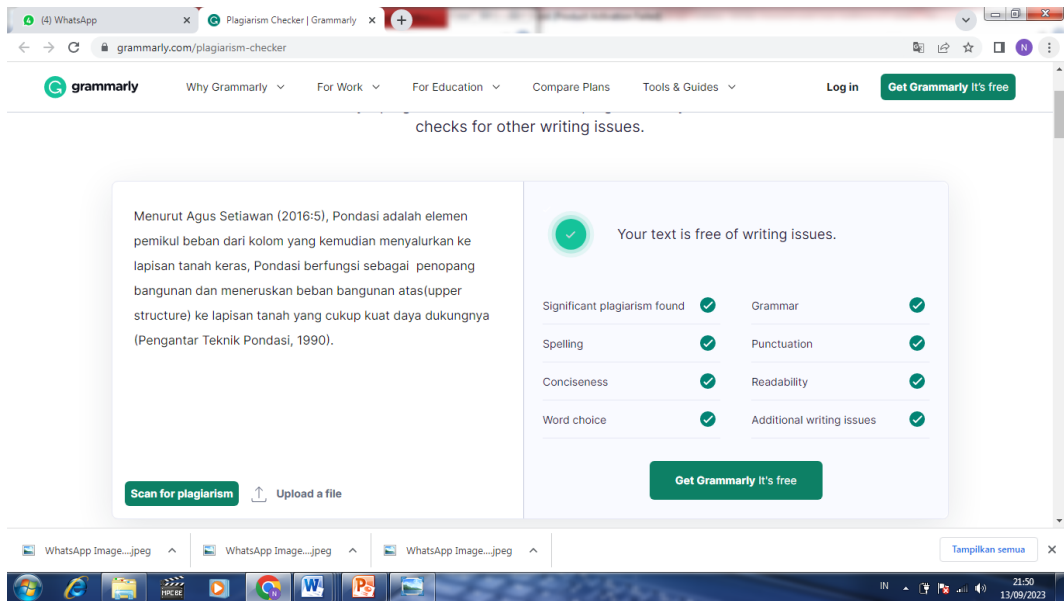 (4) WhatsApp
Plagiarism Checker | Grammarly
grammarly.com/plagiarism-checker
N
grammarly
Why Grammarly
For Work
For Education
Compare Plans
Tools & Guides
Log in
Get Grammarly It's free
checks for other writing issues.
Menurut Agus Setiawan (2016:5), Pondasi adalah elemen
pemikul beban dari kolom yang kemudian menyalurkan ke
lapisan tanah keras, Pondasi berfungsi sebagai  penopang
bangunan dan meneruskan beban bangunan atas(upper
structure) ke lapisan tanah yang cukup kuat daya dukungnya
(Pengantar Teknik Pondasi, 1990).
Scan for plagiarism
Upload a file
Your text is free of writing issues.
Significant plagiarism found
Grammar
Spelling
Punctuation
Conciseness
Readability
Word choice
Additional writing issues
Get Grammarly It's free
WhatsApp Image....jpeg
WhatsApp Image....jpeg
WhatsApp Image....jpeg
Tampilkan semua
MPC BE
IN
21:50
13/09/2023